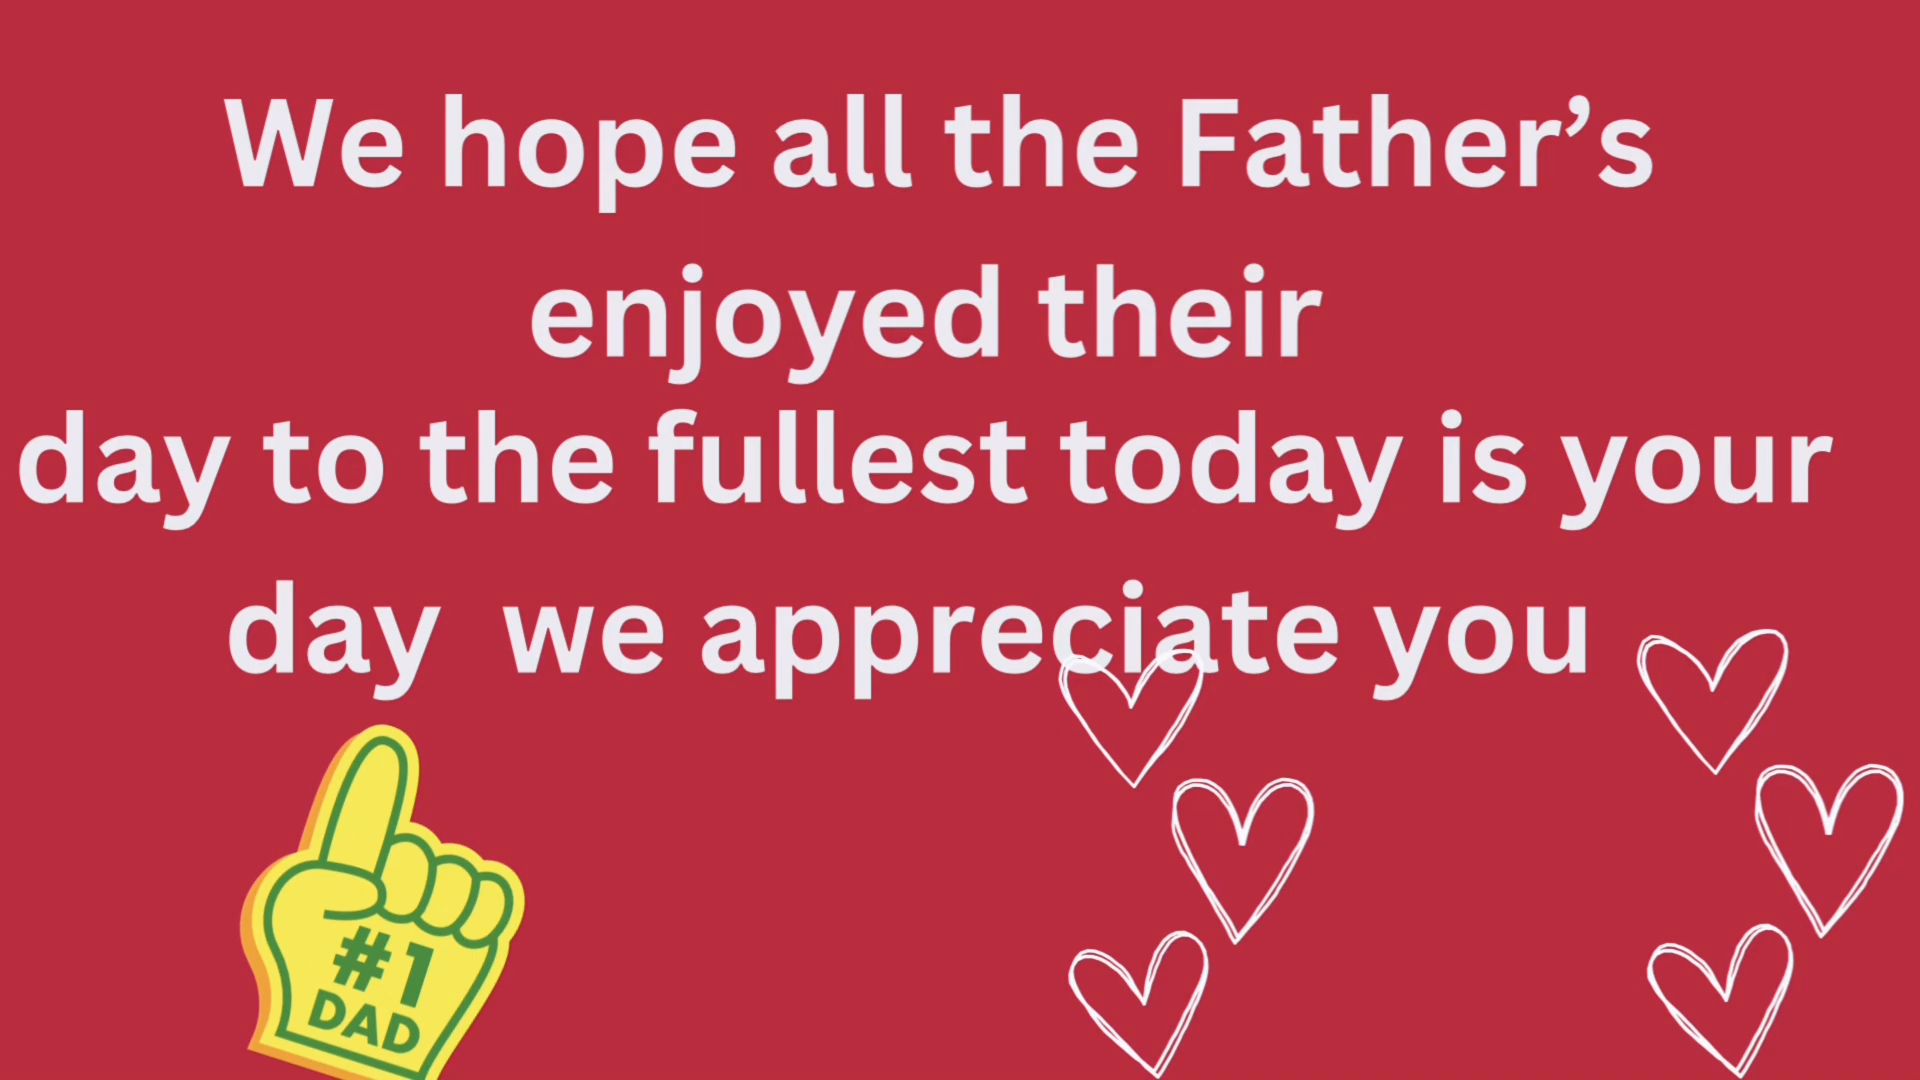 We hope all the Father’s
enjoyed their
day to the fullest today is your
day  we appreciate you
#1
DAD